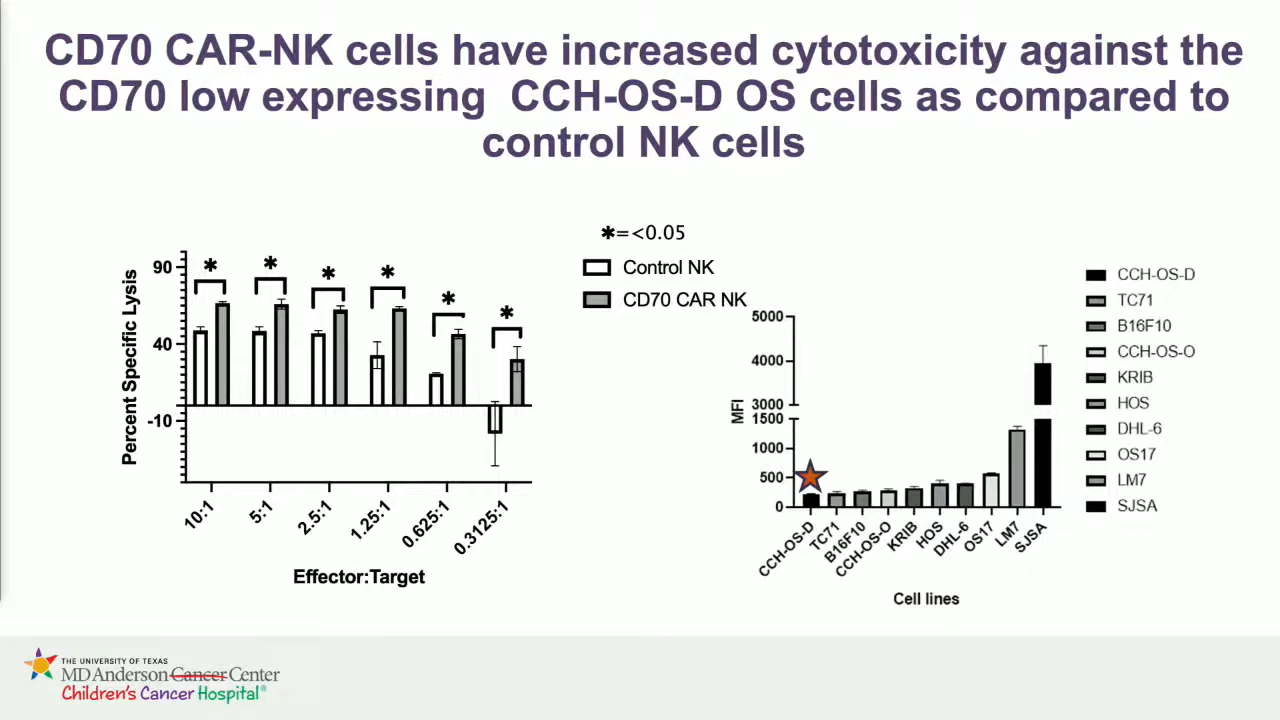 CD70 CAR-NK cells have increased cytotoxicity against the
CD70 low expressing CCH-OS-D OS cells as compared to
control NK cells
*=<0.05
Control NK
CD70 CAR NK
Percent Specific Lysis
90
40
-10
* * * * * *
10:1 5:1 2.5:1 1.25:1 0.625:1 0.3125:1
Effector:Target
MFI
5000
4000
3000
1500
1000
500
0
CCH-OS-D TC71 B16F10 CCH-OS-O KRIB HOS DHL-6 OS17 LM7 SJSA
Cell lines
CCH-OS-D
TC71
B16F10
CCH-OS-O
KRIB
HOS
DHL-6
OS17
LM7
SJSA
THE UNIVERSITY OF TEXAS
MD Anderson Cancer Center
Children's Cancer Hospital®